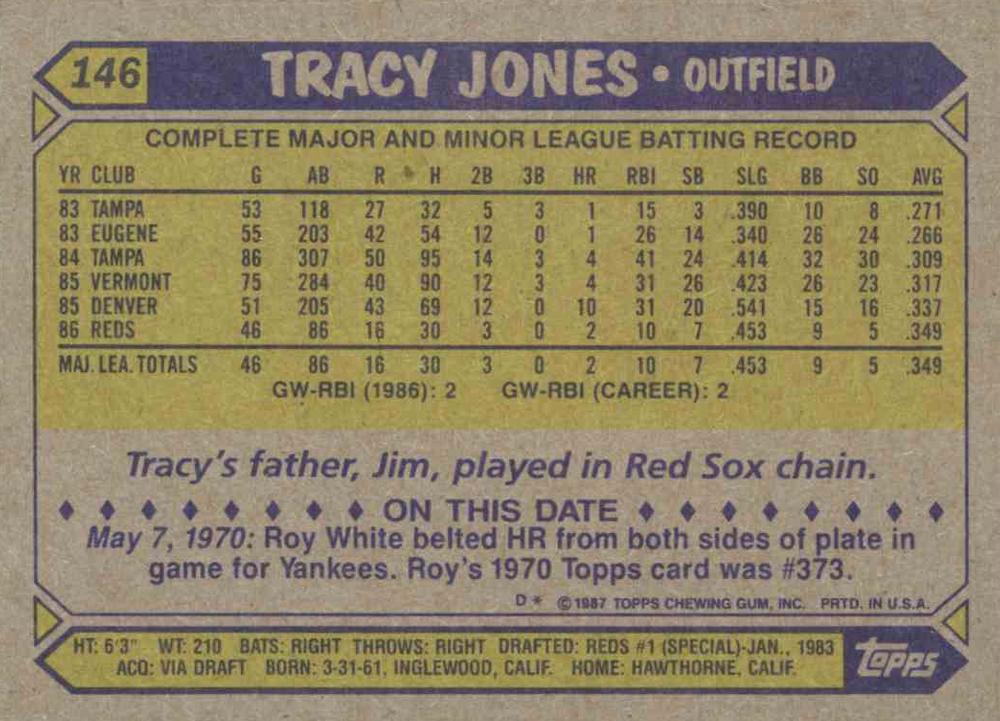 146 TRACY JONES • OUTFIELD
COMPLETE MAJOR AND MINOR LEAGUE BATTING RECORD
YR CLUB G AB R H 2B 3B HR RBI SB SLG BB SO AVG
83 TAMPA 53 118 27 32 5 3 1 15 3 .390 10 8 .271
83 EUGENE 55 203 42 54 12 0 1 26 14 .340 26 24 .266
84 TAMPA 86 307 50 95 14 3 4 41 24 .414 32 30 .309
85 VERMONT 75 284 40 90 12 3 4 31 26 .423 26 23 .317
85 DENVER 51 205 43 69 12 0 10 31 20 .541 15 16 .337
86 REDS 46 86 16 30 3 0 2 10 7 .453 9 5 .349
MAJ. LEA. TOTALS 46 86 16 30 3 0 2 10 7 .453 9 5 .349
GW-RBI (1986): 2 GW-RBI (CAREER): 2
Tracy's father, Jim, played in Red Sox chain.
ON THIS DATE
May 7, 1970: Roy White belted HR from both sides of plate in
game for Yankees. Roy's 1970 Topps card was #373.
D* ©1987 TOPPS CHEWING GUM, INC. PRTD. IN U.S.A.
HT: 6'3" WT: 210 BATS: RIGHT THROWS: RIGHT DRAFTED: REDS #1 (SPECIAL)-JAN., 1983
ACQ: VIA DRAFT BORN: 3-31-61, INGLEWOOD, CALIF. HOME: HAWTHORNE, CALIF.
Topps